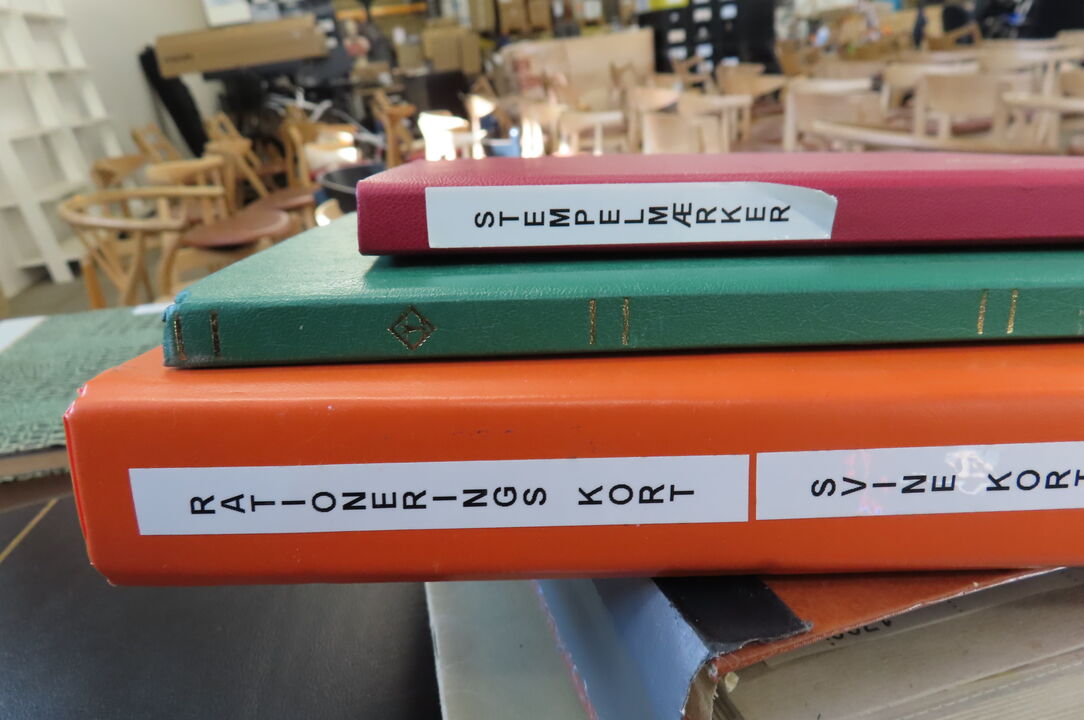 STEMPELMÆRKER
RATIONERINGS KORT
SVINE KORT